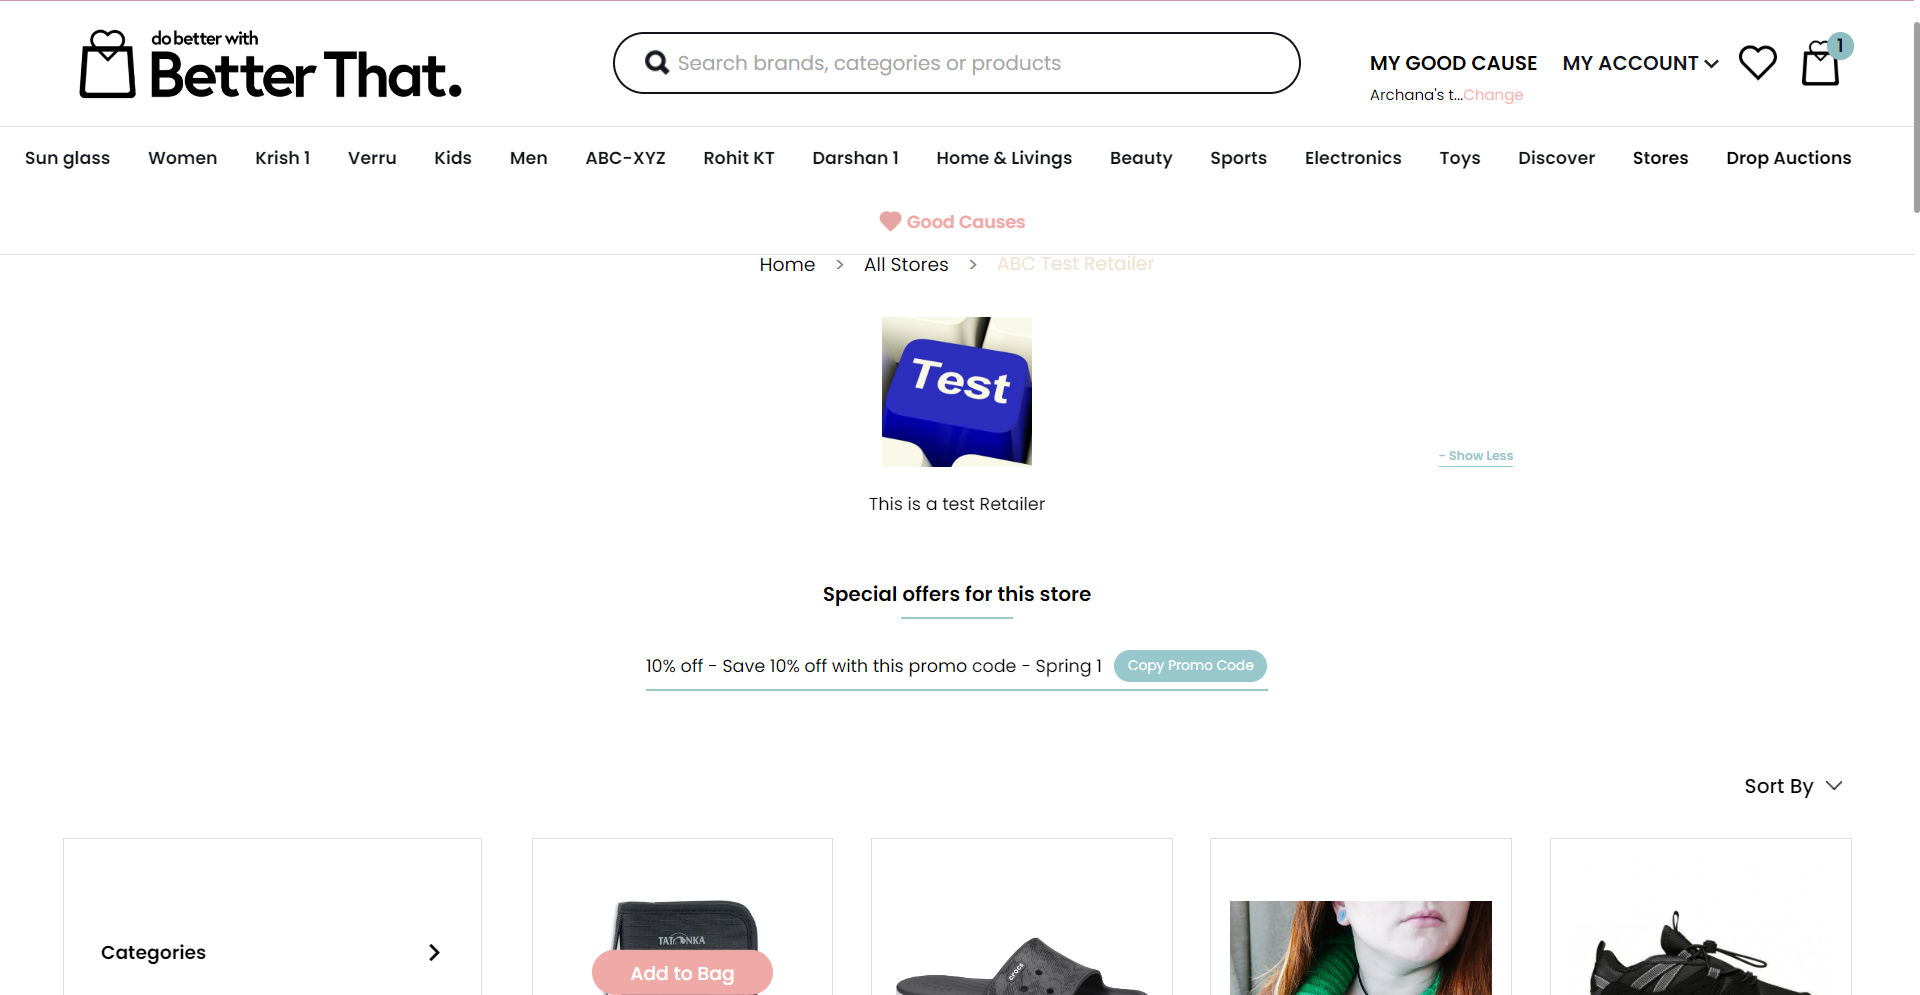 do better with
Better That.
Search brands, categories or products
MY GOOD CAUSE
MY ACCOUNT
1
Archana's t...Change
Sun glass Women Krish 1 Verru Kids Men ABC-XYZ Rohit KT Darshan 1 Home & Livings Beauty Sports Electronics Toys Discover Stores Drop Auctions
Good Causes
Home > All Stores > ABC Test Retailer
Test
- Show Less
This is a test Retailer
Special offers for this store
10% off - Save 10% off with this promo code - Spring 1 Copy Promo Code
Sort By
Categories
TATONKA
Add to Bag
crocs